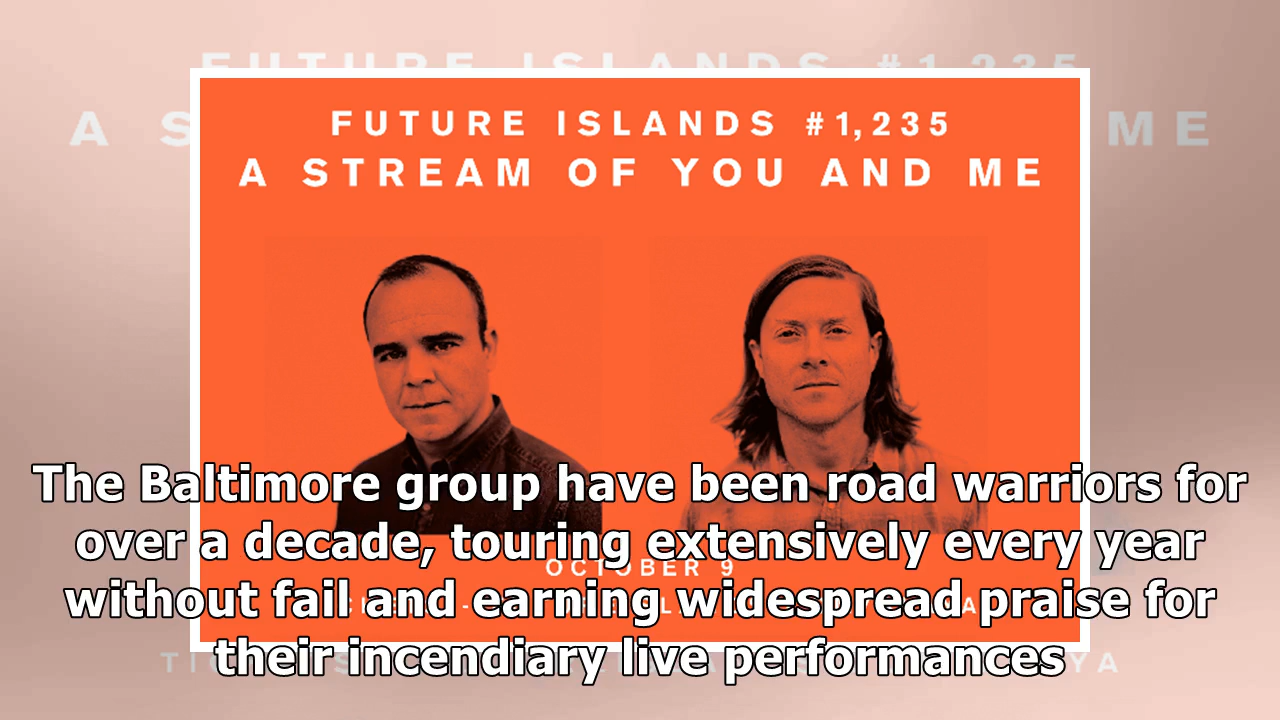 FUTURE ISLANDS #1,235
A STREAM OF YOU AND ME
The Baltimore group have been road warriors for
over a decade, touring extensively every year
OCTOBER 9
without fail and earning widespread praise for
their incendiary live performances